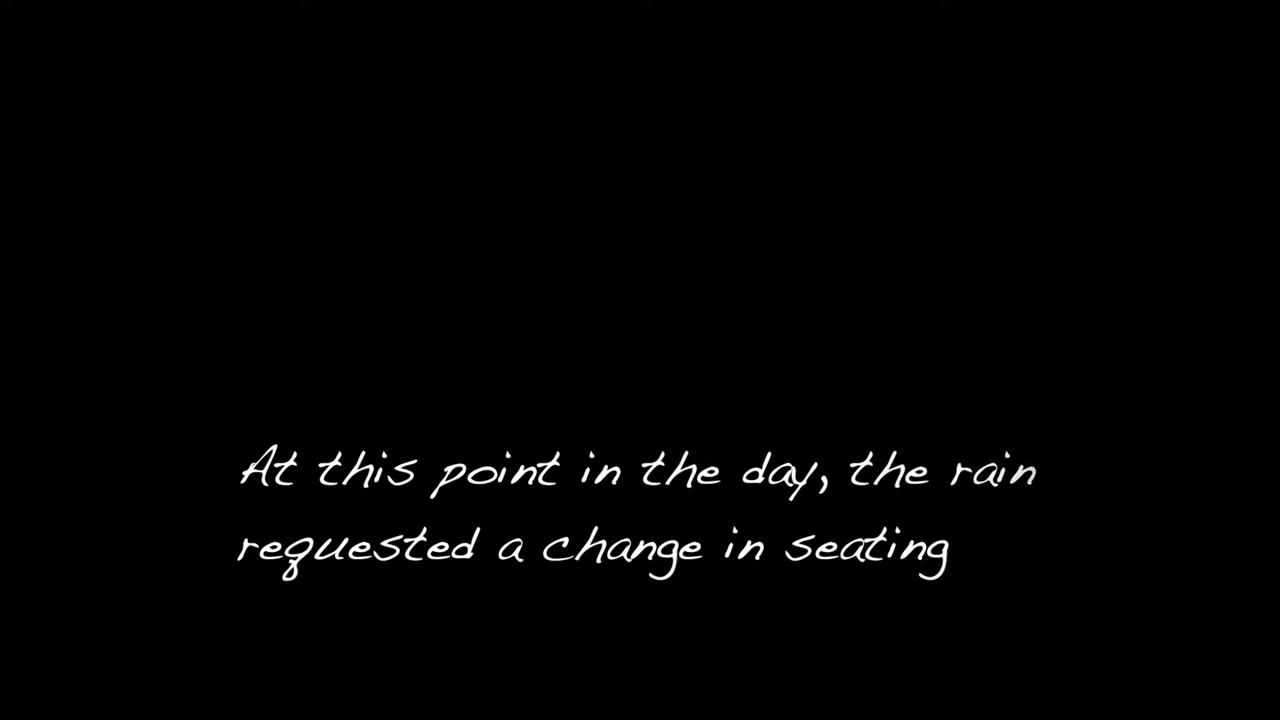 At this point in the day, the rain
requested a change in seating